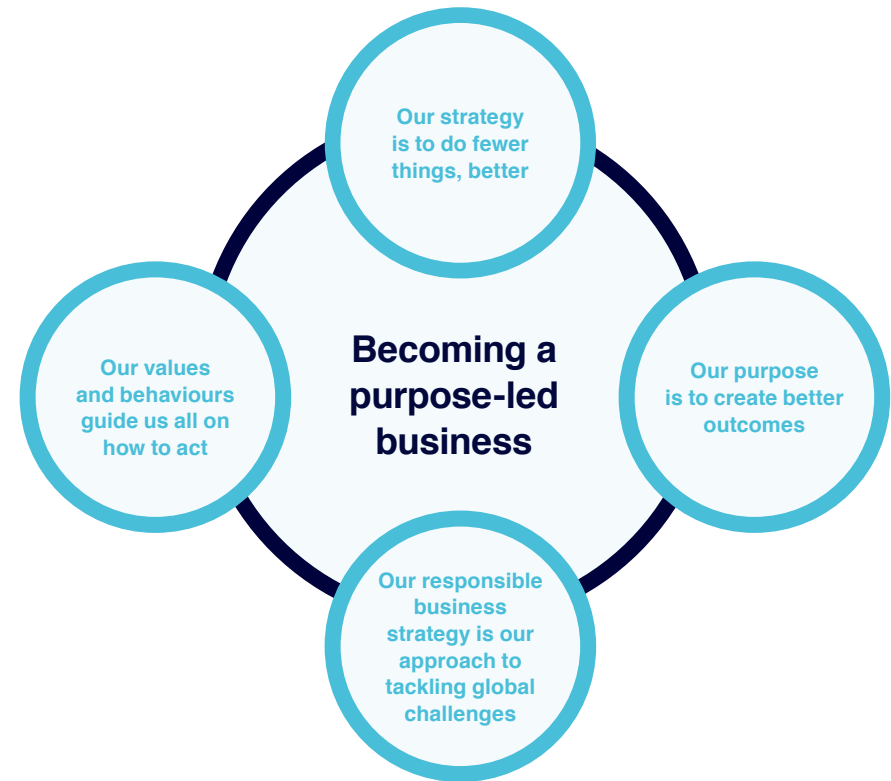 Our strategy
is to do fewer
things, better
Becoming a
purpose-led
business
Our values
and behaviours
guide us all on
how to act
Our purpose
is to create better
outcomes
Our responsible
business
strategy is our
approach to
tackling global
challenges